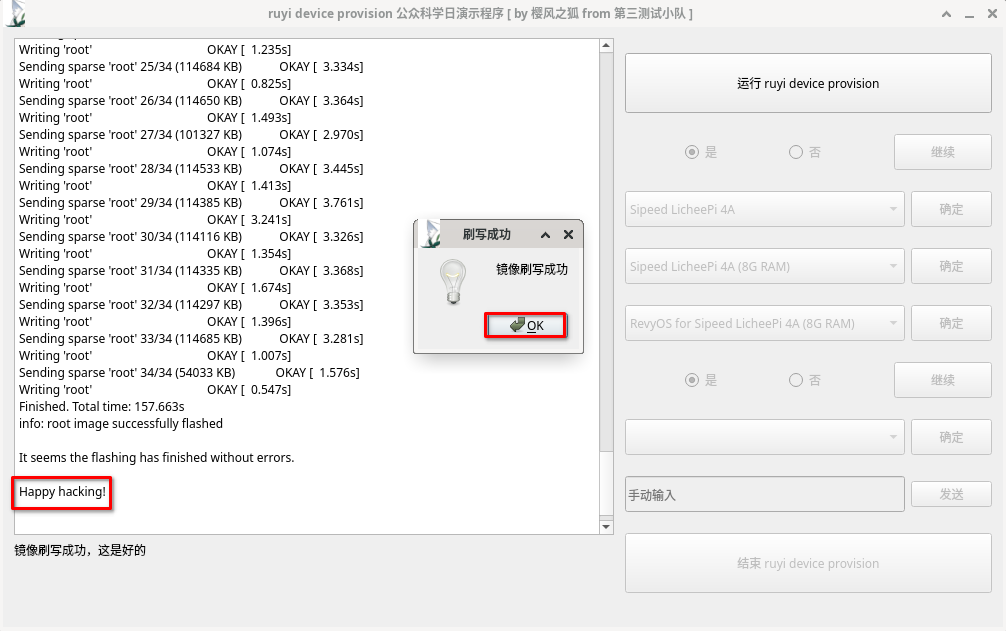 ruyi device provision 公众科学日演示程序 [ by 樱风之狐 from 第三测试小队 ]
Writing 'root' OKAY [ 1.235s]
Sending sparse 'root' 25/34 (114684 KB) OKAY [ 3.334s]
Writing 'root' OKAY [ 0.825s]
Sending sparse 'root' 26/34 (114650 KB) OKAY [ 3.364s]
Writing 'root' OKAY [ 1.493s]
Sending sparse 'root' 27/34 (101327 KB) OKAY [ 2.970s]
Writing 'root' OKAY [ 1.074s]
Sending sparse 'root' 28/34 (114533 KB) OKAY [ 3.445s]
Writing 'root' OKAY [ 1.413s]
Sending sparse 'root' 29/34 (114385 KB) OKAY [ 3.761s]
Writing 'root' OKAY [ 3.241s]
Sending sparse 'root' 30/34 (114116 KB) OKAY [ 3.326s]
Writing 'root' OKAY [ 1.354s]
Sending sparse 'root' 31/34 (114335 KB) OKAY [ 3.368s]
Writing 'root' OKAY [ 1.674s]
Sending sparse 'root' 32/34 (114297 KB) OKAY [ 3.353s]
Writing 'root' OKAY [ 1.396s]
Sending sparse 'root' 33/34 (114685 KB) OKAY [ 3.281s]
Writing 'root' OKAY [ 1.007s]
Sending sparse 'root' 34/34 (54033 KB) OKAY [ 1.576s]
Writing 'root' OKAY [ 0.547s]
Finished. Total time: 157.663s
info: root image successfully flashed
It seems the flashing has finished without errors.
Happy hacking!
镜像刷写成功，这是好的
刷写成功
镜像刷写成功
OK
运行 ruyi device provision
是 否 继续
Sipeed LicheePi 4A 确定
Sipeed LicheePi 4A (8G RAM) 确定
RevyOS for Sipeed LicheePi 4A (8G RAM) 确定
是 否 继续
确定
手动输入 发送
结束 ruyi device provision